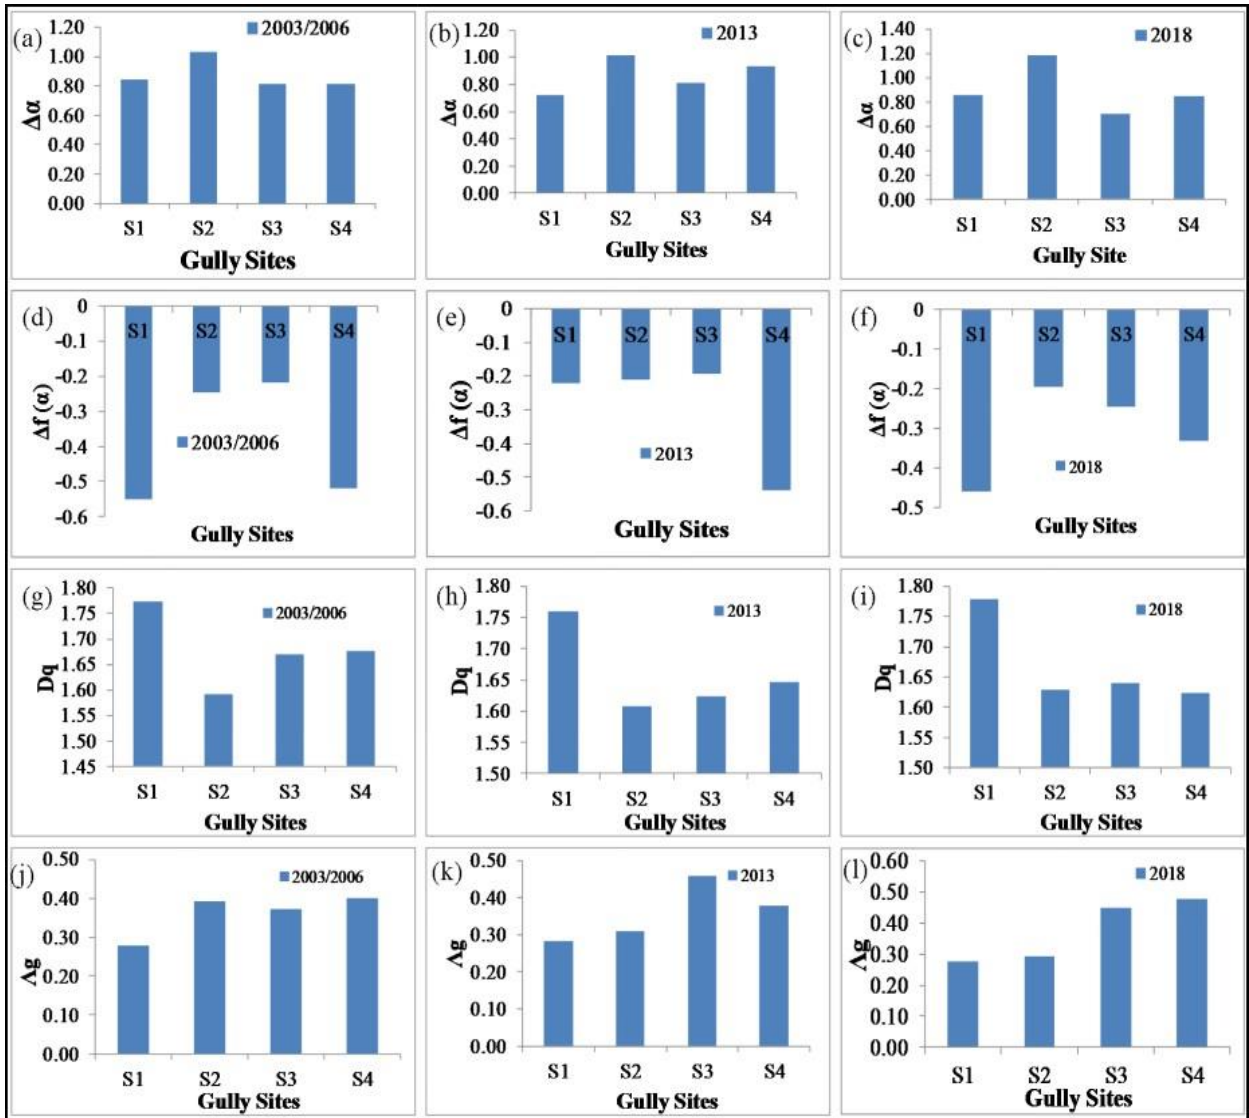 (a)
2003/2006
1.20
1.00
0.80
0.60
0.40
0.20
0.00
Δα
S1 S2 S3 S4
Gully Sites
(b)
2013
1.20
1.00
0.80
0.60
0.40
0.20
0.00
Δα
S1 S2 S3 S4
Gully Sites
(c)
2018
1.40
1.20
1.00
0.80
0.60
0.40
0.20
0.00
Δα
S1 S2 S3 S4
Gully Site
(d)
0
-0.1
-0.2
-0.3
-0.4
-0.5
-0.6
Δf (α)
S1 S2 S3 S4
2003/2006
Gully Sites
(e)
0
-0.1
-0.2
-0.3
-0.4
-0.5
-0.6
Δf (α)
S1 S2 S3 S4
2013
Gully Sites
(f)
0
-0.1
-0.2
-0.3
-0.4
-0.5
Δf (α)
S1 S2 S3 S4
2018
Gully Sites
(g)
2003/2006
1.80
1.75
1.70
1.65
1.60
1.55
1.50
1.45
Dq
S1 S2 S3 S4
Gully Sites
(h)
2013
1.80
1.75
1.70
1.65
1.60
1.55
1.50
Dq
S1 S2 S3 S4
Gully Sites
(i)
2018
1.80
1.75
1.70
1.65
1.60
1.55
1.50
Dq
S1 S2 S3 S4
Gully Sites
(j)
2003/2006
0.50
0.40
0.30
0.20
0.10
0.00
Λg
S1 S2 S3 S4
Gully Sites
(k)
2013
0.50
0.40
0.30
0.20
0.10
0.00
Λg
S1 S2 S3 S4
Gully Sites
(l)
2018
0.60
0.50
0.40
0.30
0.20
0.10
0.00
Λg
S1 S2 S3 S4
Gully Sites